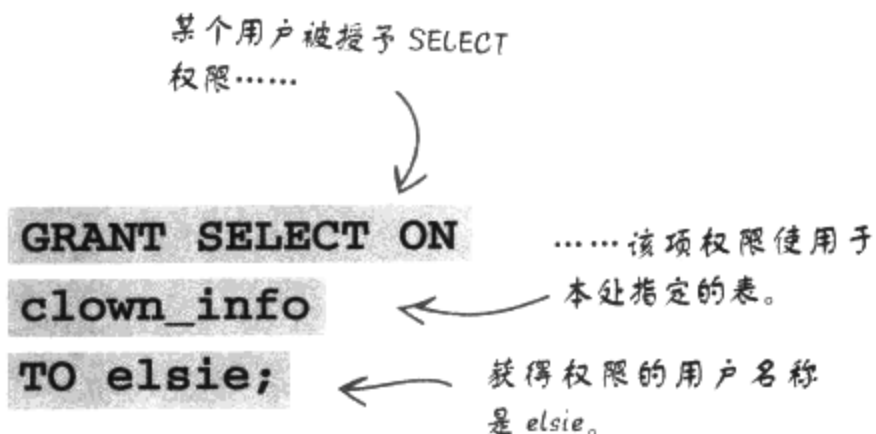 某个用户被授予 SELECT
权限……
GRANT SELECT ON
……该项权限使用于
clown_info
本处指定的表。
TO elsie;
获得权限的用户名称
是 elsie。